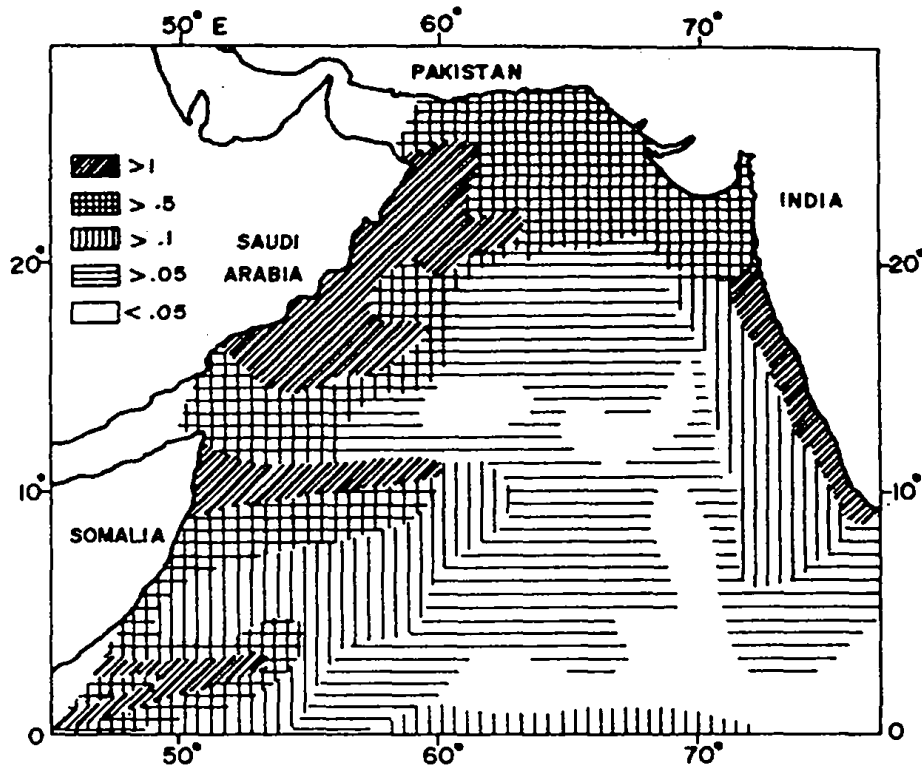 50° E 60° 70°
PAKISTAN
>1
>.5
>.1
>.05
<.05
SAUDI
ARABIA
INDIA
20° 20°
10° 10°
SOMALIA
0 0
50° 60° 70°